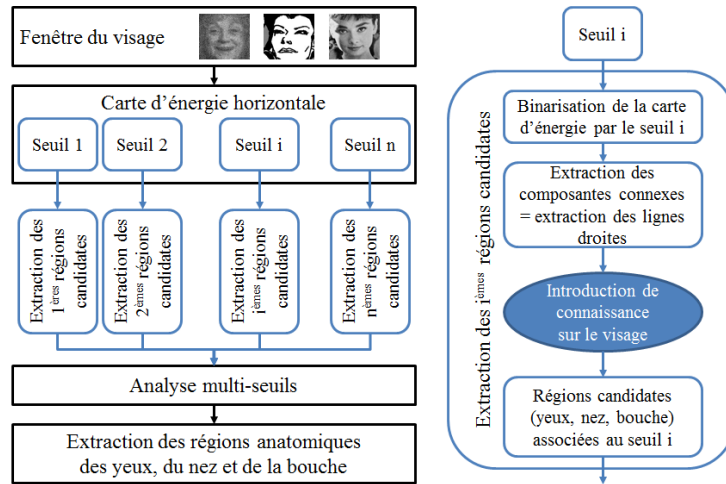 Fenêtre du visage
Carte d’énergie horizontale
Seuil 1
Seuil 2
Seuil i
Seuil n
Extraction des
1ères régions
candidates
Extraction des
2èmes régions
candidates
Extraction des
ièmes régions
candidates
Extraction des
nèmes régions
candidates
Analyse multi-seuils
Extraction des régions anatomiques
des yeux, du nez et de la bouche
Seuil i
Extraction des ièmes régions candidates
Binarisation de la carte
d’énergie par le seuil i
Extraction des
composantes connexes
= extraction des lignes
droites
Introduction de
connaissance
sur le visage
Régions candidates
(yeux, nez, bouche)
associées au seuil i